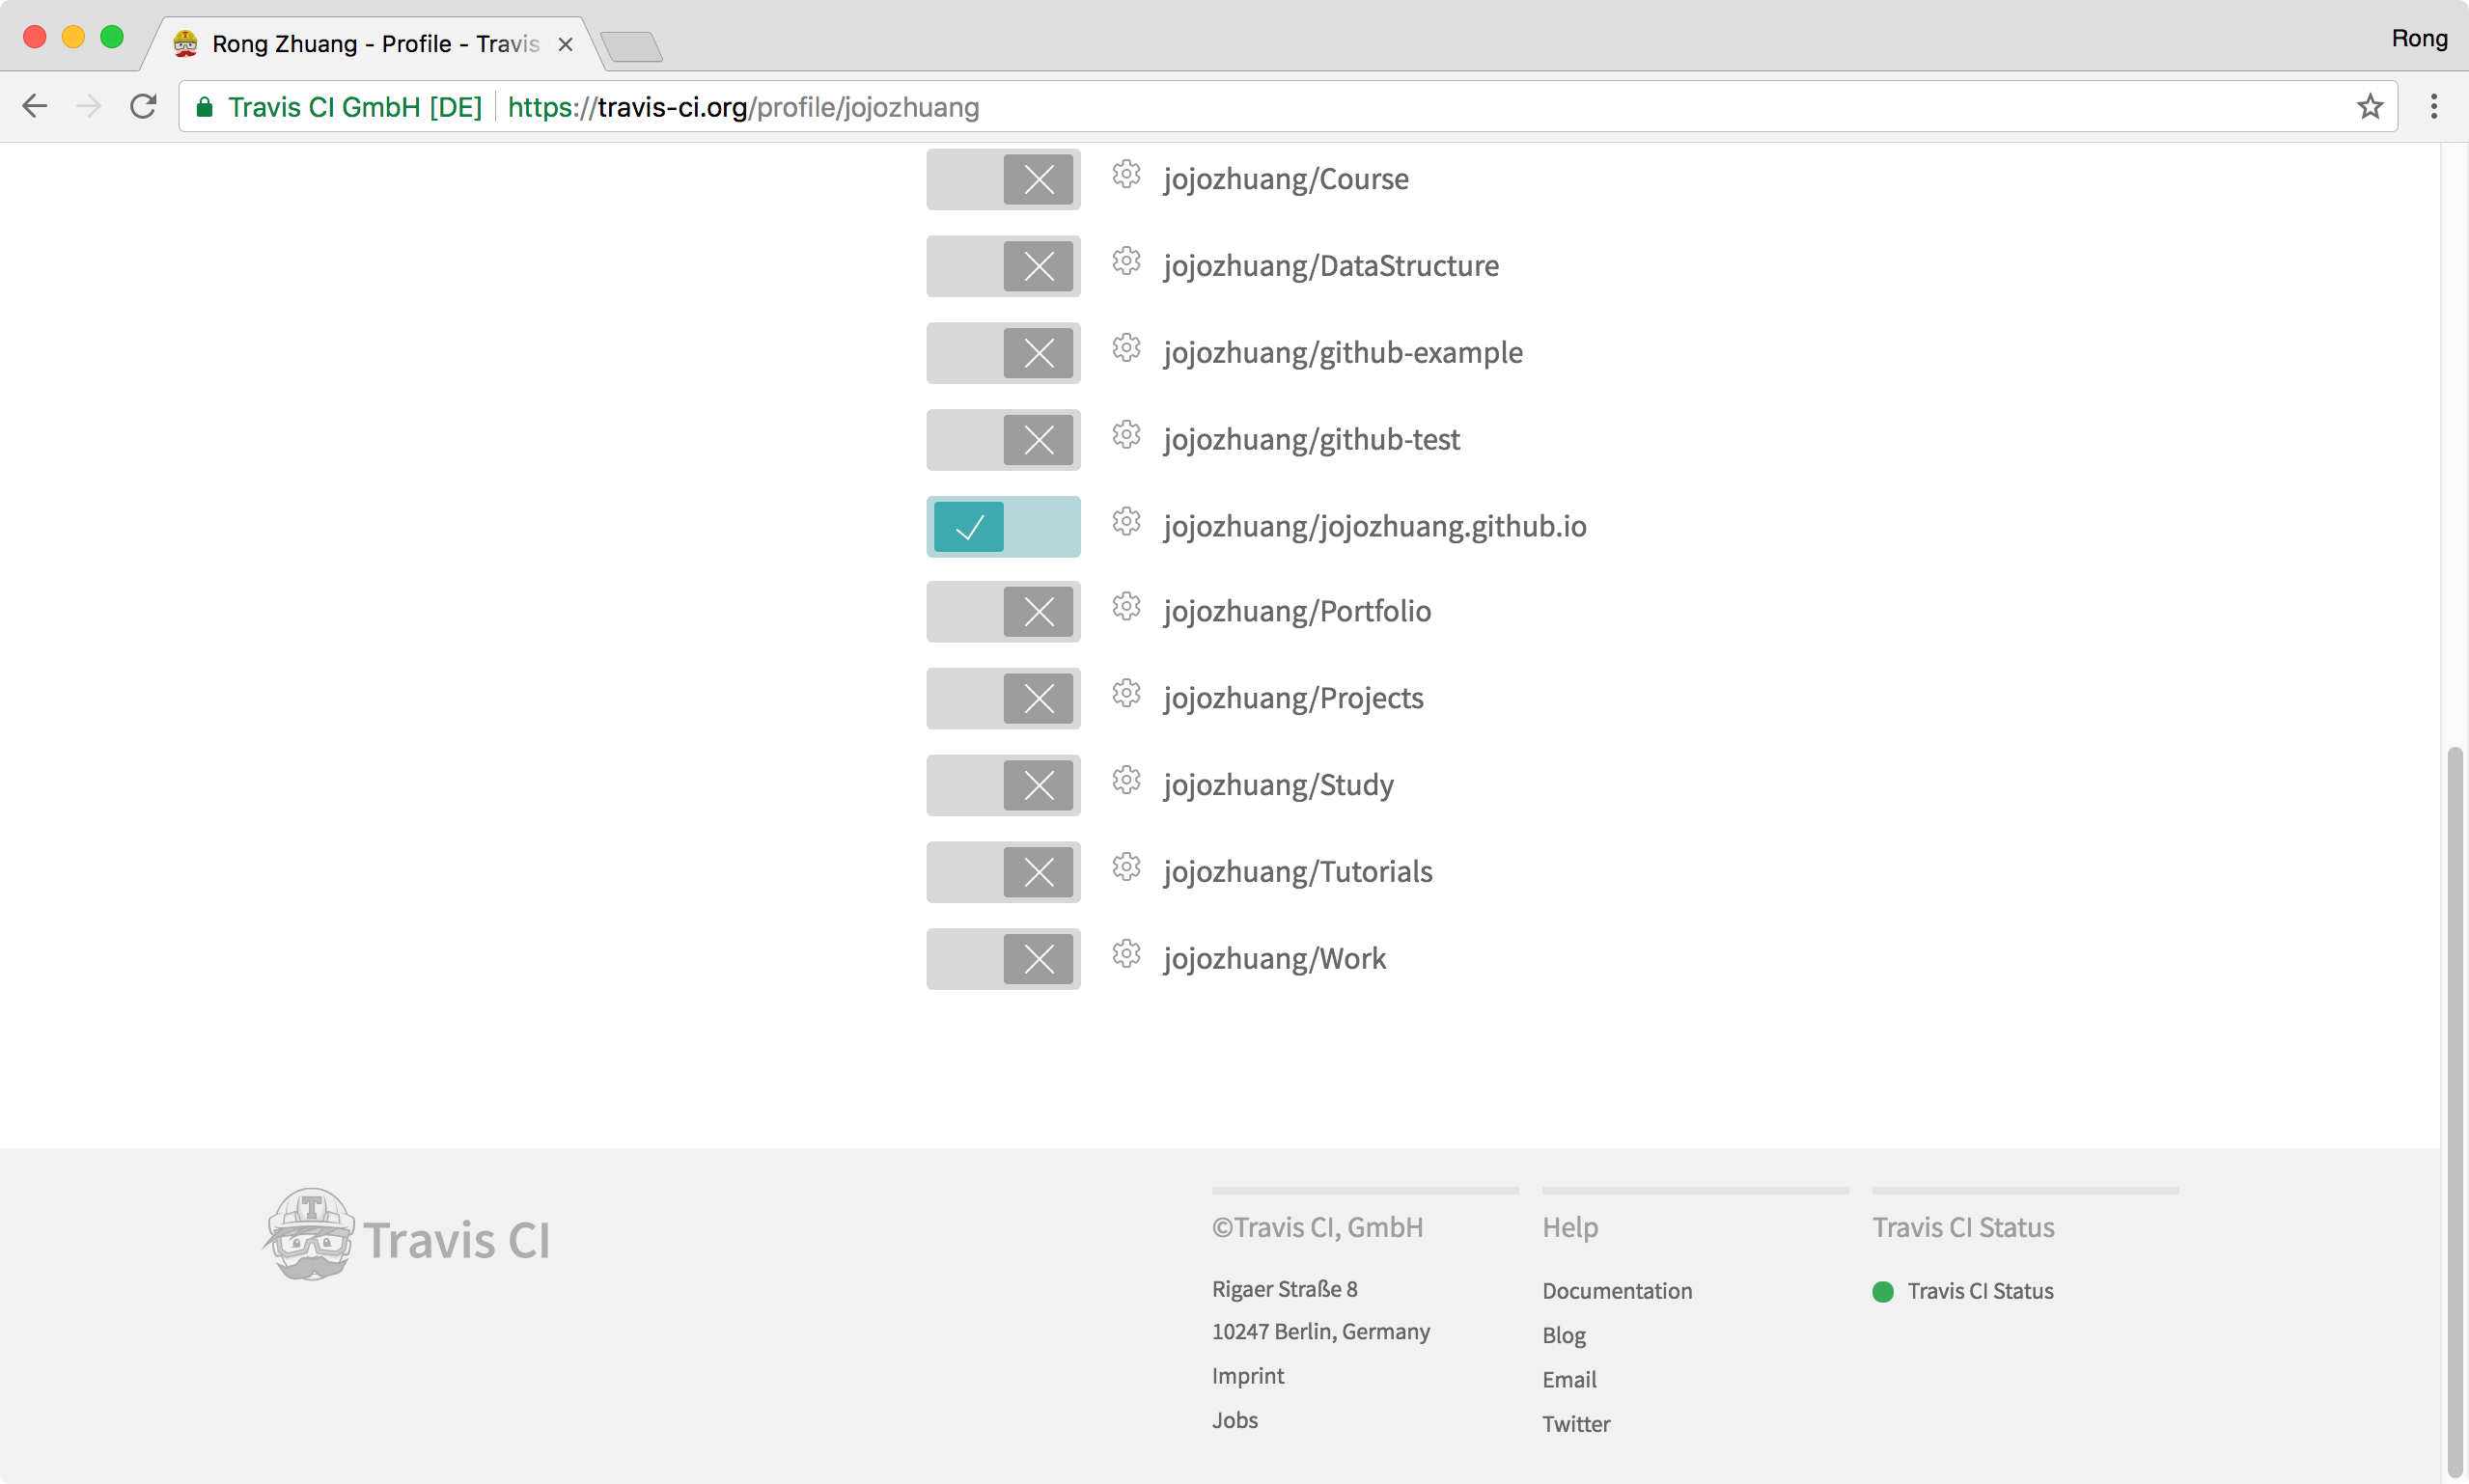 Rong Zhuang - Profile - Travis
Rong
Travis CI GmbH [DE]
https://travis-ci.org/profile/jojozhuang
jojozhuang/Course
jojozhuang/DataStructure
jojozhuang/github-example
jojozhuang/github-test
jojozhuang/jojozhuang.github.io
jojozhuang/Portfolio
jojozhuang/Projects
jojozhuang/Study
jojozhuang/Tutorials
jojozhuang/Work
T
Travis CI
©Travis CI, GmbH
Rigaer Straße 8
10247 Berlin, Germany
Imprint
Jobs
Help
Documentation
Blog
Email
Twitter
Travis CI Status
Travis CI Status